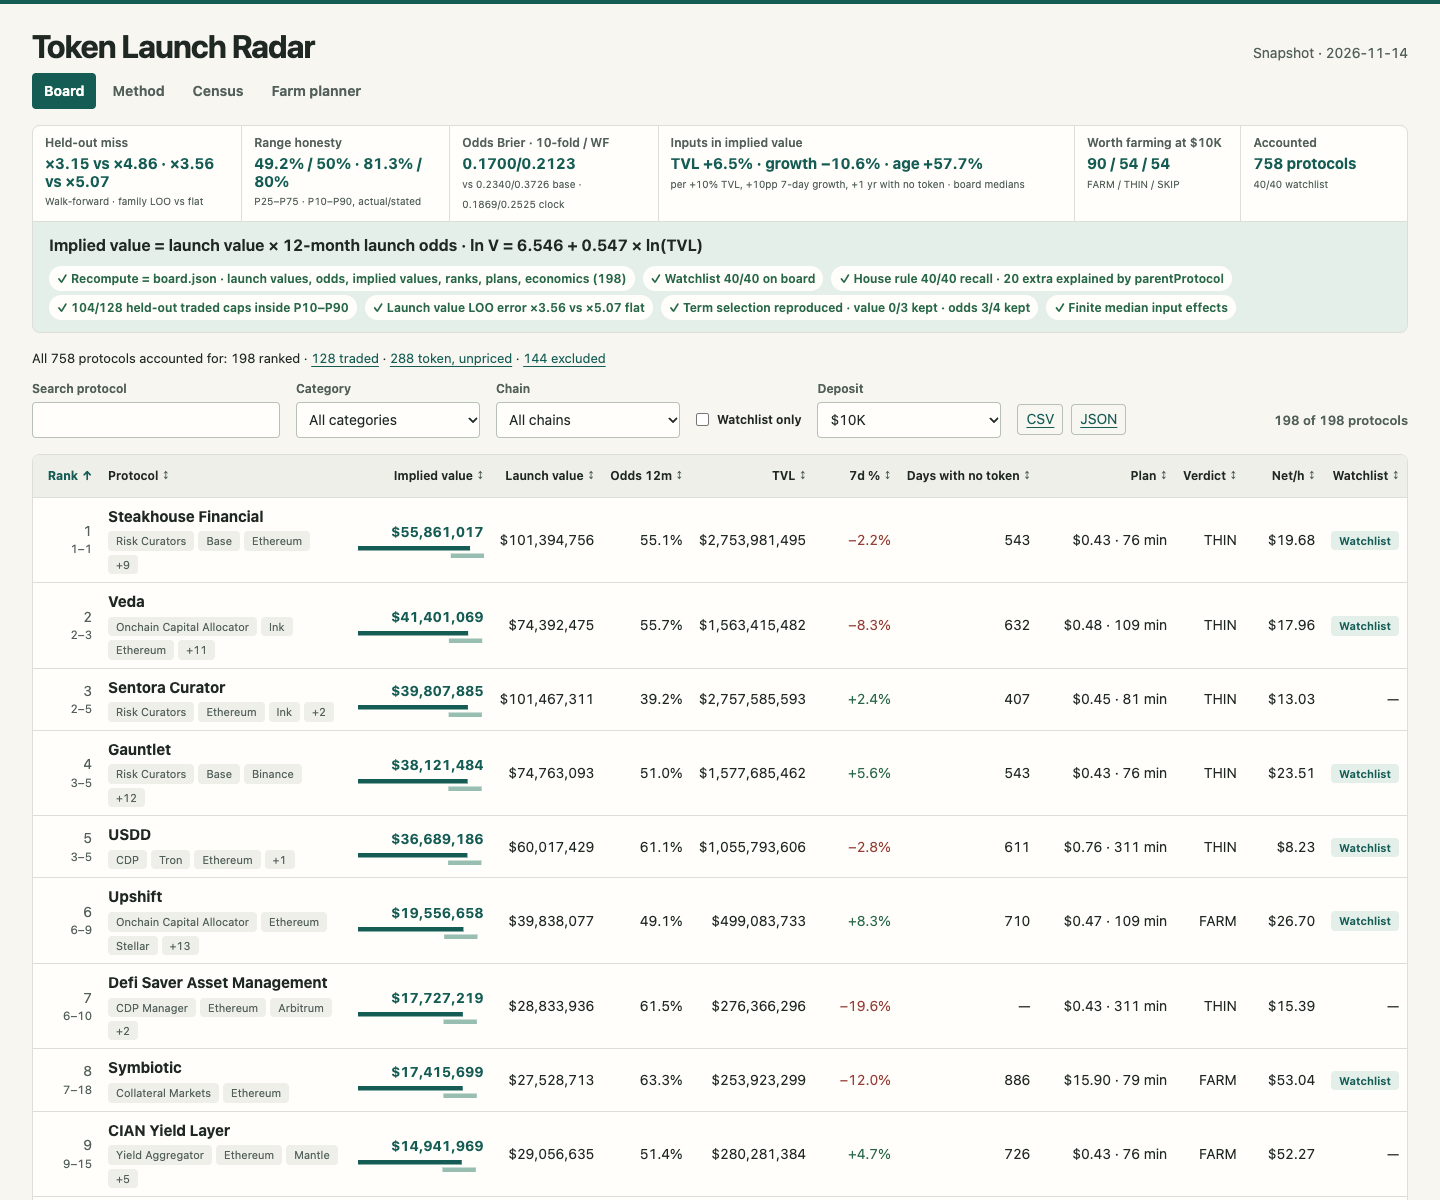 Token Launch Radar
Snapshot · 2026-11-14
Board Method Census Farm planner
Held-out miss
×3.15 vs ×4.86 · ×3.56
vs ×5.07
Walk-forward · family LOO vs flat
Range honesty
49.2% / 50% · 81.3% /
80%
P25–P75 · P10–P90, actual/stated
Odds Brier · 10-fold / WF
0.1700/0.2123
vs 0.2340/0.3726 base ·
0.1869/0.2525 clock
Inputs in implied value
TVL +6.5% · growth −10.6% · age +57.7%
per +10% TVL, +10pp 7-day growth, +1 yr with no token · board medians
Worth farming at $10K
90 / 54 / 54
FARM / THIN / SKIP
Accounted
758 protocols
40/40 watchlist
Implied value = launch value × 12-month launch odds · ln V = 6.546 + 0.547 × ln(TVL)
✓ Recompute = board.json · launch values, odds, implied values, ranks, plans, economics (198) ✓ Watchlist 40/40 on board ✓ House rule 40/40 recall · 20 extra explained by parentProtocol
✓ 104/128 held-out traded caps inside P10–P90 ✓ Launch value LOO error ×3.56 vs ×5.07 flat ✓ Term selection reproduced · value 0/3 kept · odds 3/4 kept ✓ Finite median input effects
All 758 protocols accounted for: 198 ranked · 128 traded · 288 token, unpriced · 144 excluded
Search protocol Category Chain Deposit
All categories All chains Watchlist only $10K CSV JSON 198 of 198 protocols
Rank ↑ Protocol ↕ Implied value ↕ Launch value ↕ Odds 12m ↕ TVL ↕ 7d % ↕ Days with no token ↕ Plan ↕ Verdict ↕ Net/h ↕ Watchlist ↕
1
1–1
Steakhouse Financial
Risk Curators Base Ethereum
+9
$55,861,017 $101,394,756 55.1% $2,753,981,495 −2.2% 543 $0.43 · 76 min THIN $19.68 Watchlist
2
2–3
Veda
Onchain Capital Allocator Ink
Ethereum +11
$41,401,069 $74,392,475 55.7% $1,563,415,482 −8.3% 632 $0.48 · 109 min THIN $17.96 Watchlist
3
2–5
Sentora Curator
Risk Curators Ethereum Ink +2
$39,807,885 $101,467,311 39.2% $2,757,585,593 +2.4% 407 $0.45 · 81 min THIN $13.03 —
4
3–5
Gauntlet
Risk Curators Base Binance
+12
$38,121,484 $74,763,093 51.0% $1,577,685,462 +5.6% 543 $0.43 · 76 min THIN $23.51 Watchlist
5
3–5
USDD
CDP Tron Ethereum +1
$36,689,186 $60,017,429 61.1% $1,055,793,606 −2.8% 611 $0.76 · 311 min THIN $8.23 Watchlist
6
6–9
Upshift
Onchain Capital Allocator Ethereum
Stellar +13
$19,556,658 $39,838,077 49.1% $499,083,733 +8.3% 710 $0.47 · 109 min FARM $26.70 Watchlist
7
6–10
Defi Saver Asset Management
CDP Manager Ethereum Arbitrum
+2
$17,727,219 $28,833,936 61.5% $276,366,296 −19.6% — $0.43 · 311 min THIN $15.39 —
8
7–18
Symbiotic
Collateral Markets Ethereum
$17,415,699 $27,528,713 63.3% $253,923,299 −12.0% 886 $15.90 · 79 min FARM $53.04 Watchlist
9
9–15
CIAN Yield Layer
Yield Aggregator Ethereum Mantle
+5
$14,941,969 $29,056,635 51.4% $280,281,384 +4.7% 726 $0.43 · 76 min FARM $52.27 —